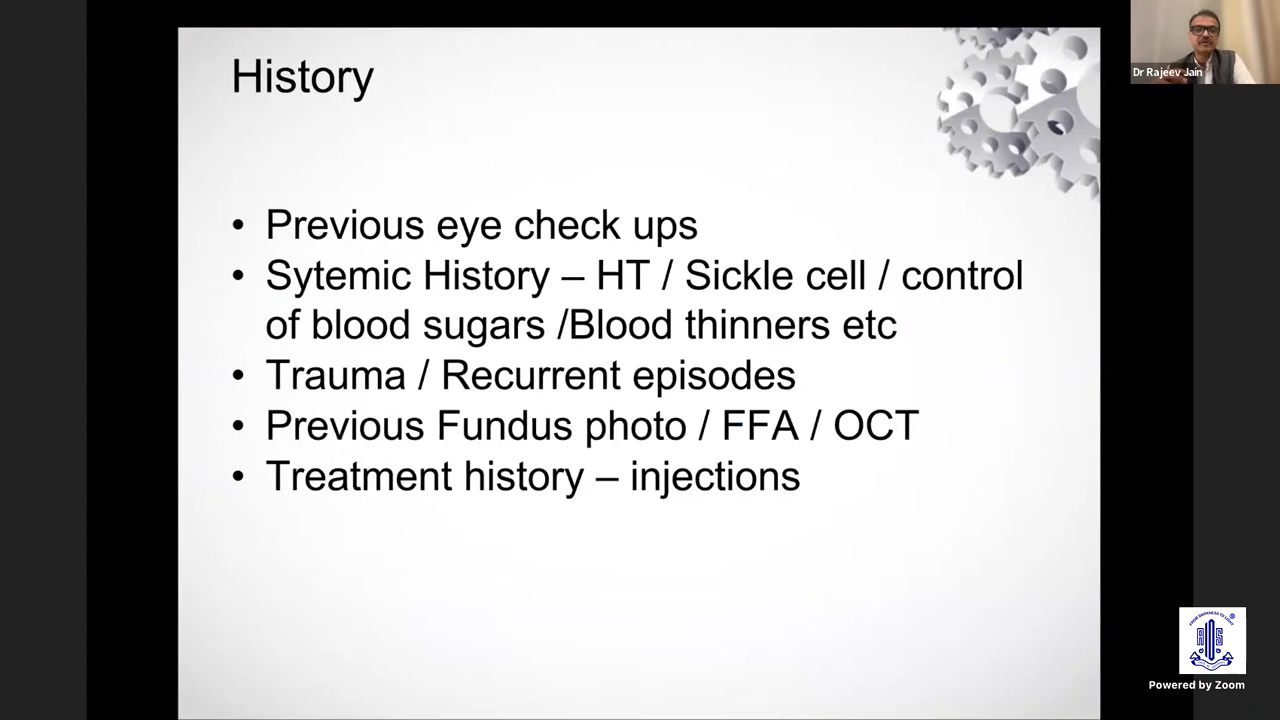 History
Dr Rajeev Jain
• Previous eye check ups
• Sytemic History – HT / Sickle cell / control
of blood sugars /Blood thinners etc
• Trauma / Recurrent episodes
• Previous Fundus photo / FFA / OCT
• Treatment history – injections
Powered by Zoom